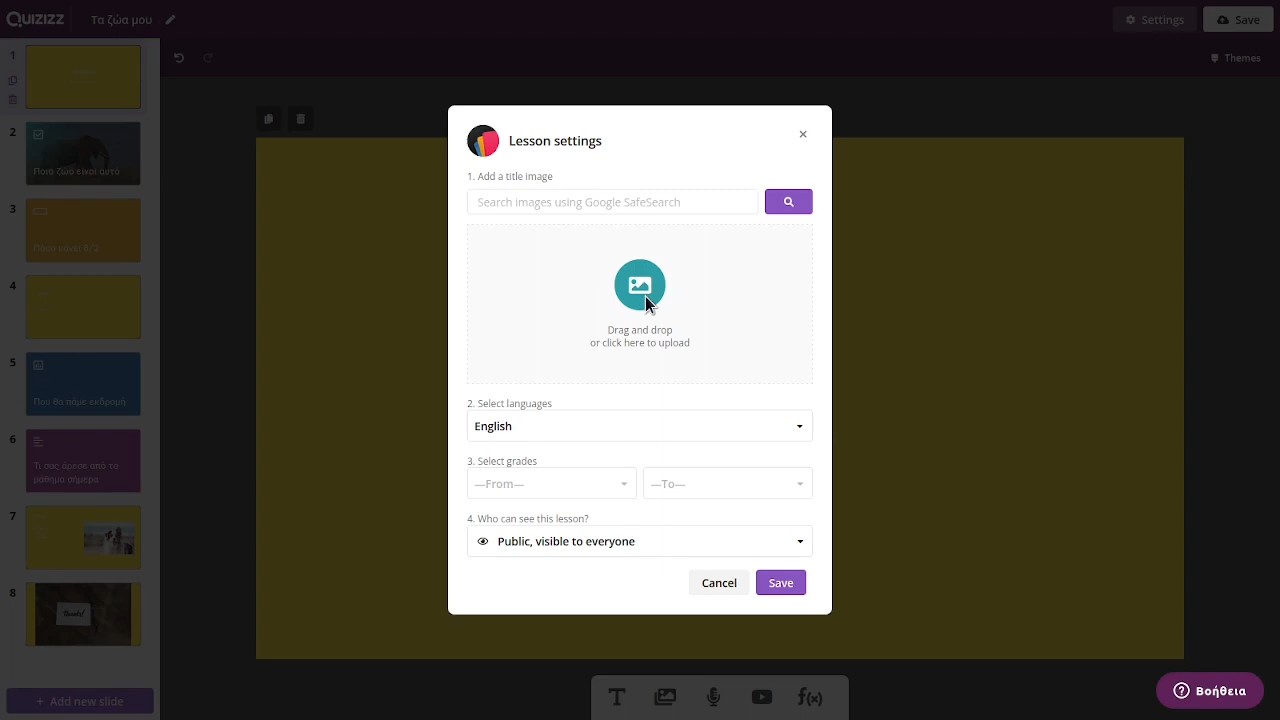 QUIZIZZ
Τα ζώα μου
Settings
Save
Themes
1
2
Ποιο ζώο είναι αυτό
3
Πόσο κάνει 8/2
4
5
Που θα πάμε εκδρομή
6
Τι σας άρεσε από το
μάθημα σήμερα
7
8
Thanks!
+ Add new slide
Lesson settings
×
1. Add a title image
Search images using Google SafeSearch
Drag and drop
or click here to upload
2. Select languages
English
3. Select grades
—From—
—To—
4. Who can see this lesson?
Public, visible to everyone
Cancel
Save
T
f(x)
Βοήθεια